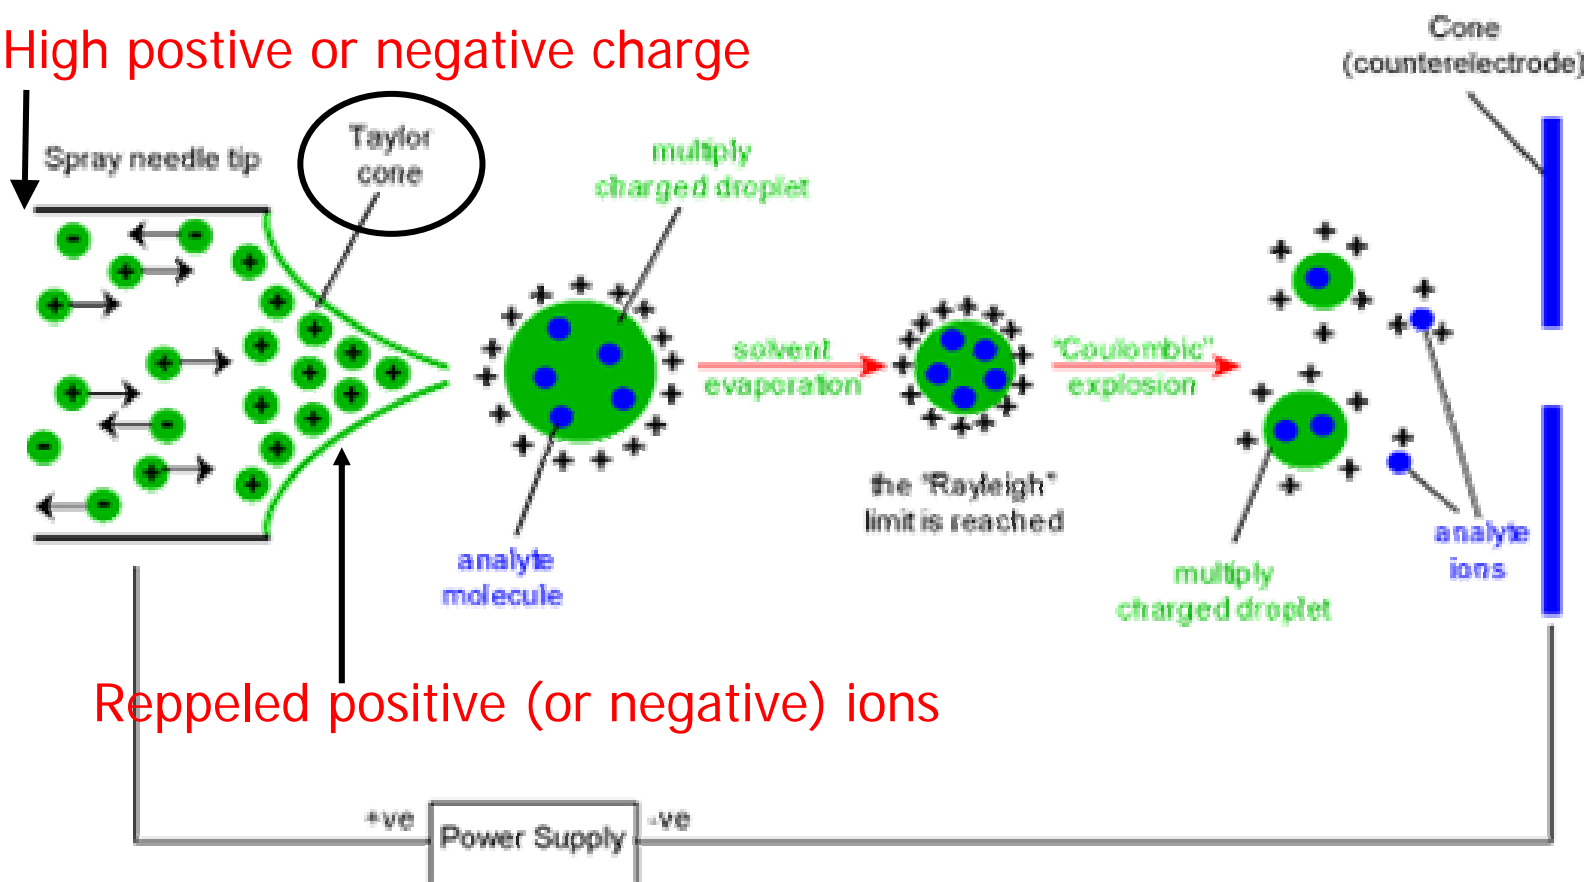 High postive or negative charge
Cone
(counterelectrode)
Spray needle tip
Taylor
cone
multiply
charged droplet
solvent
evaporation
"Coulombic"
explosion
the "Rayleigh"
limit is reached
analyte
molecule
multiply
charged droplet
analyte
ions
Reppeled positive (or negative) ions
+ve
Power Supply
-ve